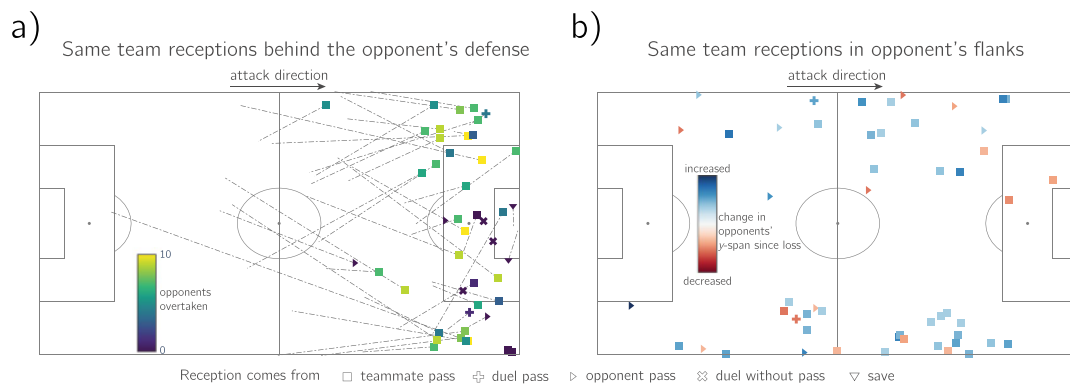 a)
Same team receptions behind the opponent's defense
attack direction
10
opponents
overtaken
0
b)
Same team receptions in opponent's flanks
attack direction
increased
change in
opponents'
y-span since loss
decreased
Reception comes from
teammate pass
duel pass
opponent pass
duel without pass
save